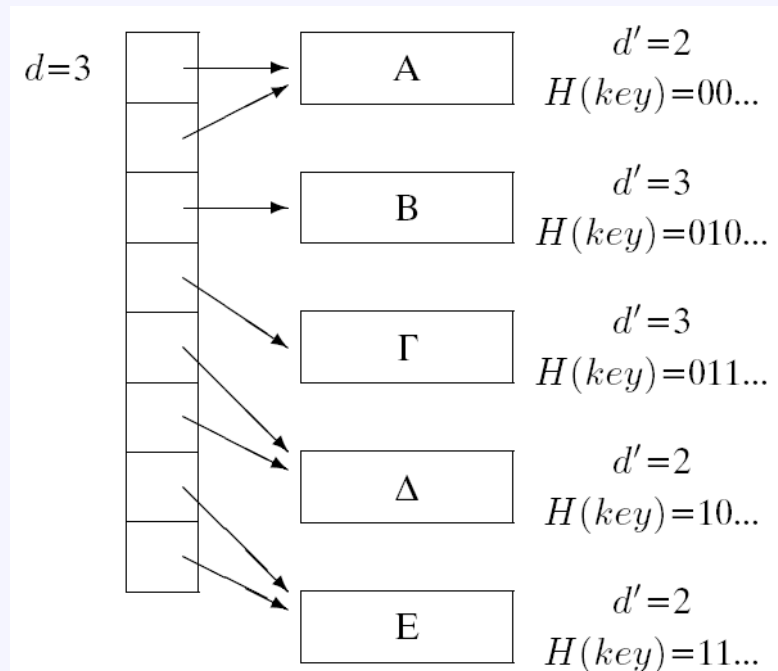 d=3
A
d′=2
H(key)=00...
B
d′=3
H(key)=010...
Γ
d′=3
H(key)=011...
Δ
d′=2
H(key)=10...
E
d′=2
H(key)=11...